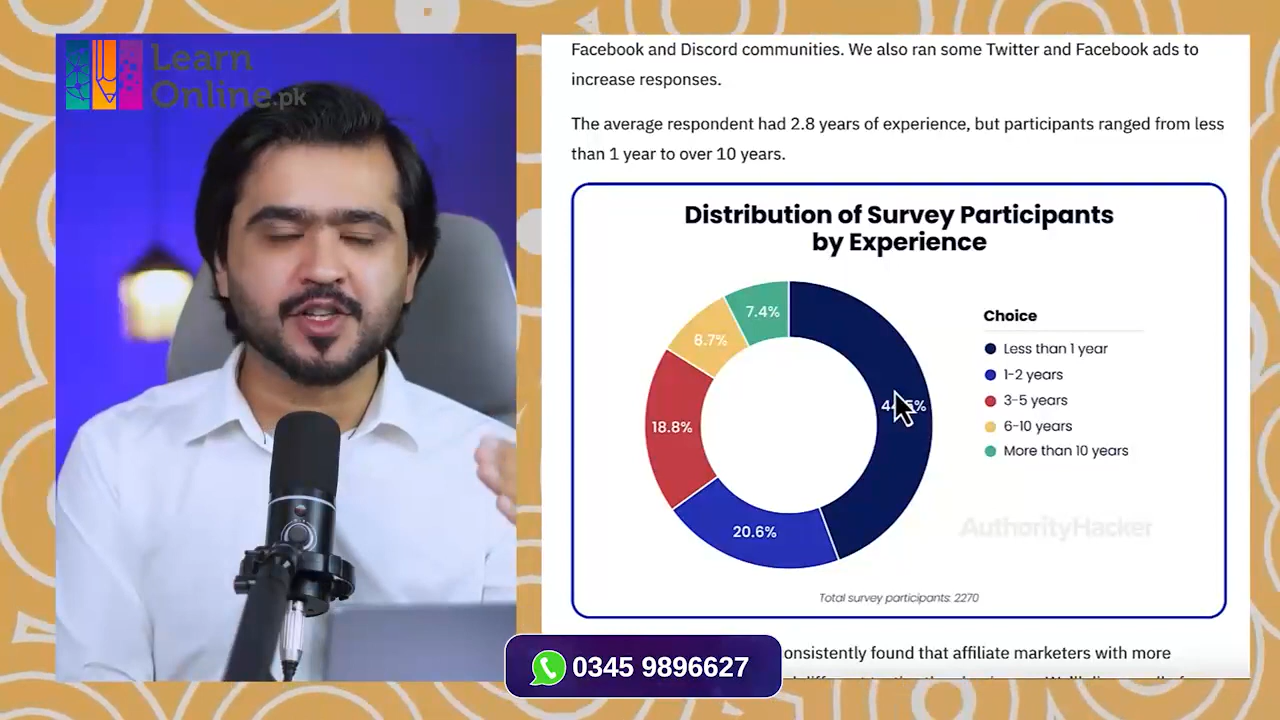 Learn
Online.pk
Facebook and Discord communities. We also ran some Twitter and Facebook ads to
increase responses.
The average respondent had 2.8 years of experience, but participants ranged from less
than 1 year to over 10 years.
Distribution of Survey Participants
by Experience
7.4%
8.7%
18.8%
20.6%
Choice
Less than 1 year
1-2 years
3-5 years
6-10 years
More than 10 years
AuthorityHacker
Total survey participants: 2270
onsistently found that affiliate marketers with more
0345 9896627